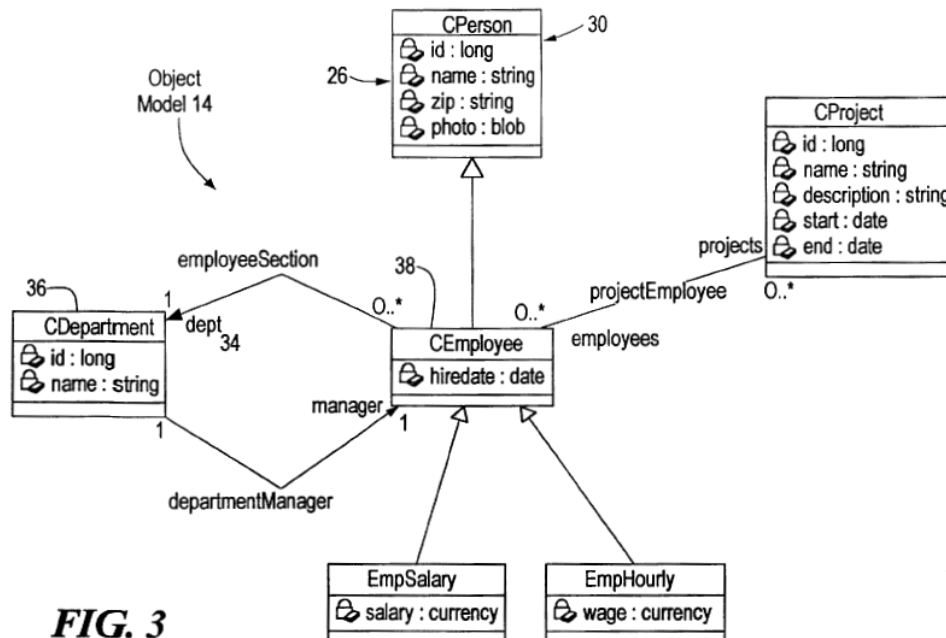 CPerson
30
id : long
26
name : string
zip : string
photo : blob
Object
Model 14
CProject
id : long
name : string
description : string
start : date
end : date
projects
projectEmployee
O..*
employeeSection
36
1
dept
34
CDepartment
id : long
name : string
1
38
O..*
O..*
CEmployee
employees
hiredate : date
manager
1
departmentManager
EmpSalary
salary : currency
EmpHourly
wage : currency
FIG. 3